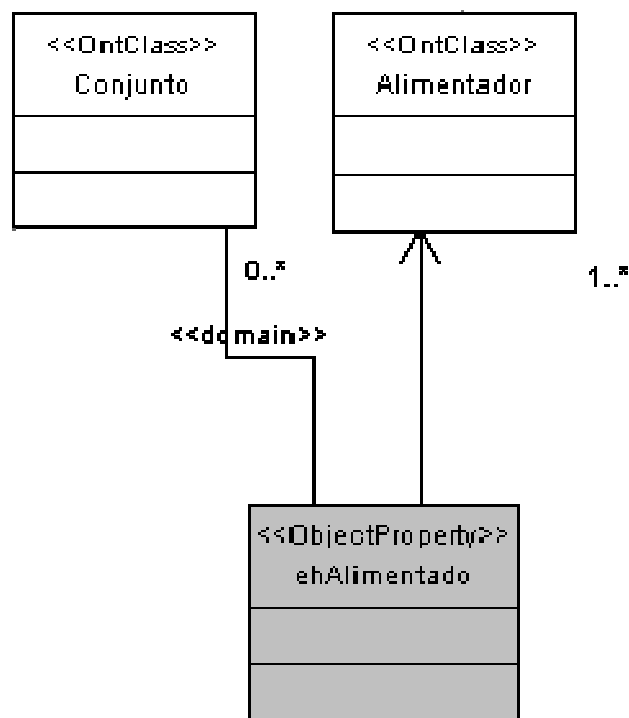 <<OntClass>>
Conjunto
<<OntClass>>
Alimentador
0..*
1..*
<<domain>>
<<ObjectProperty>>
ehAlimentado